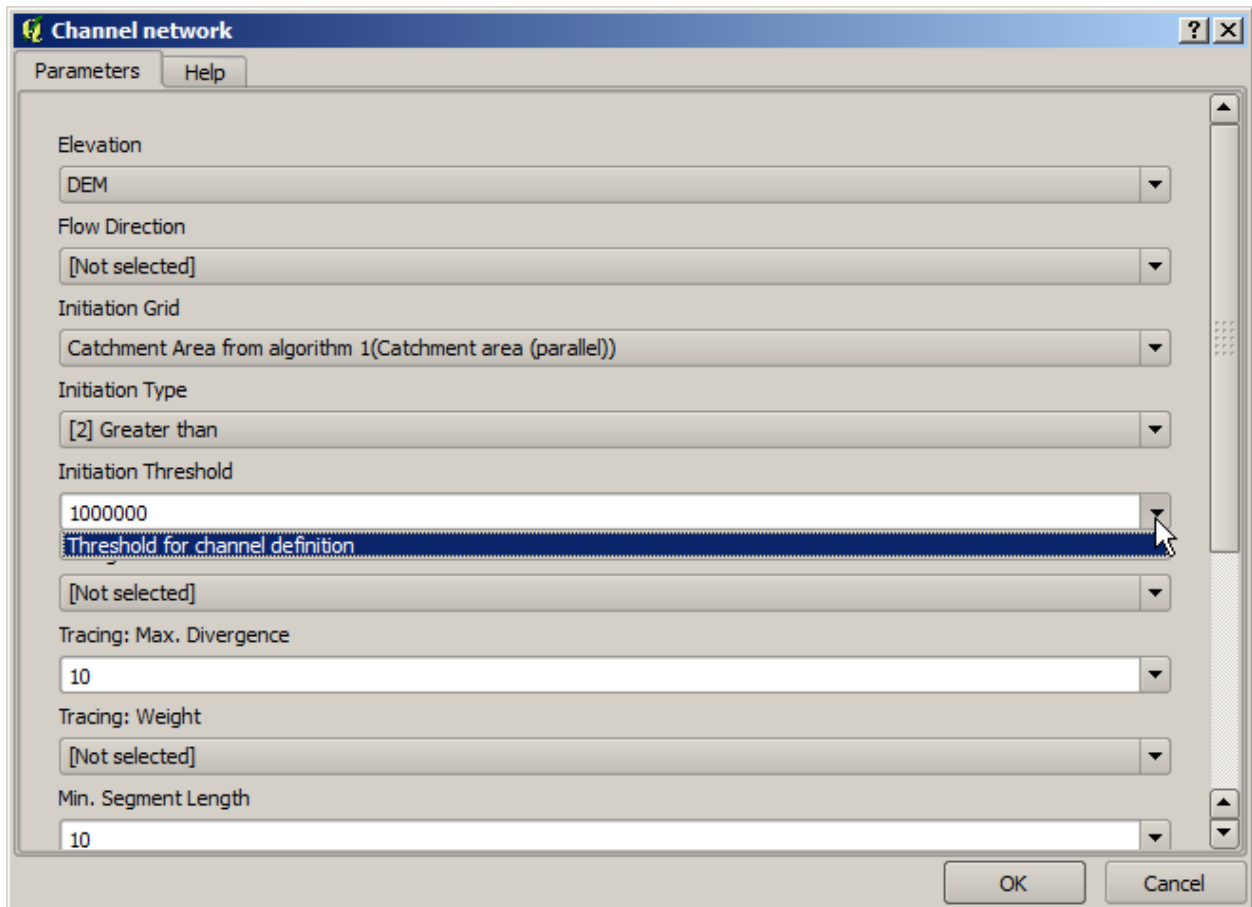 Channel network
Parameters Help
Elevation
DEM
Flow Direction
[Not selected]
Initiation Grid
Catchment Area from algorithm 1(Catchment area (parallel))
Initiation Type
[2] Greater than
Initiation Threshold
1000000
Threshold for channel definition
[Not selected]
Tracing: Max. Divergence
10
Tracing: Weight
[Not selected]
Min. Segment Length
10
OK Cancel